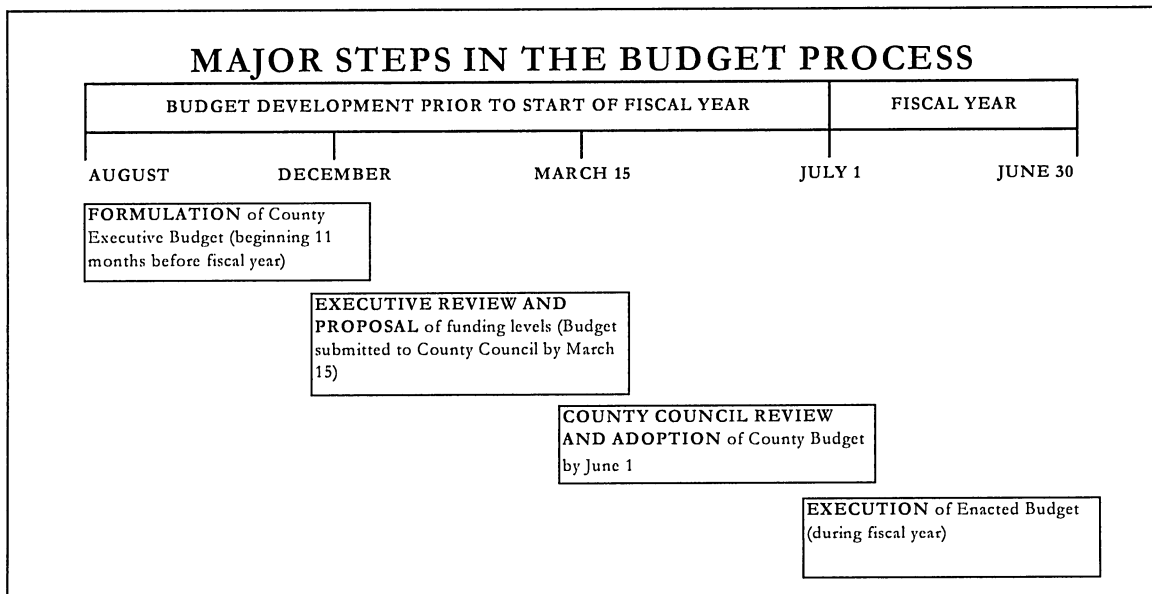 MAJOR STEPS IN THE BUDGET PROCESS
BUDGET DEVELOPMENT PRIOR TO START OF FISCAL YEAR
FISCAL YEAR
AUGUST
DECEMBER
MARCH 15
JULY 1
JUNE 30
FORMULATION of County
Executive Budget (beginning 11
months before fiscal year)
EXECUTIVE REVIEW AND
PROPOSAL of funding levels (Budget
submitted to County Council by March
15)
COUNTY COUNCIL REVIEW
AND ADOPTION of County Budget
by June 1
EXECUTION of Enacted Budget
(during fiscal year)